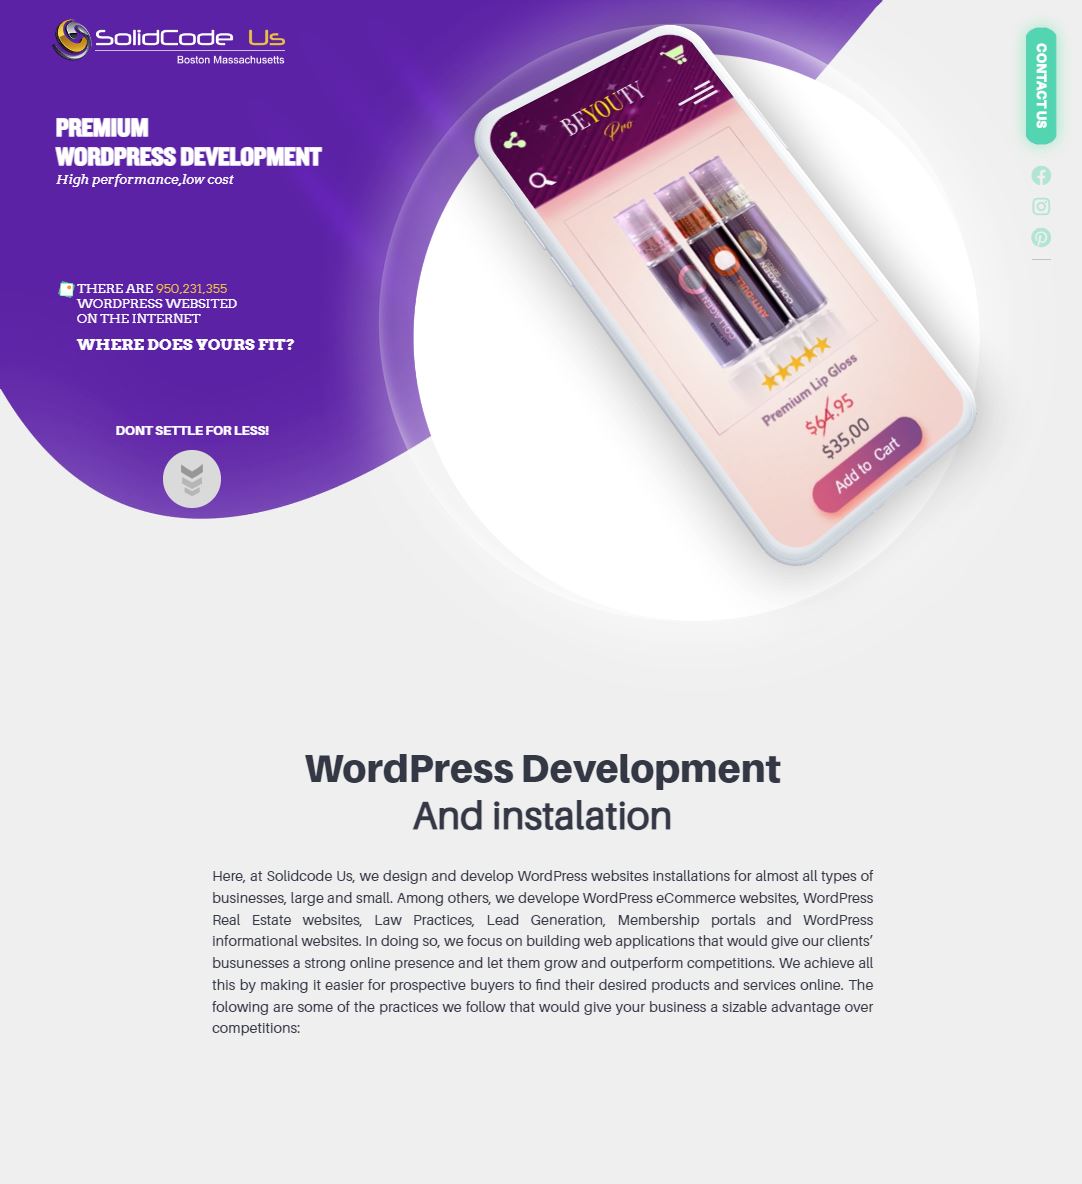 SolidCode Us
Boston Massachusetts
CONTACT US
PREMIUM
WORDPRESS DEVELOPMENT
High performance,low cost
THERE ARE 950,231,355
WORDPRESS WEBSITED
ON THE INTERNET
WHERE DOES YOURS FIT?
DONT SETTLE FOR LESS!
BEYOUTY
Pro
COLLAGEN
ANTI-DULL
COLLAGEN
Premium Lip Gloss
$64.95
$35,00
Add to Cart
WordPress Development
And instalation
Here, at Solidcode Us, we design and develop WordPress websites installations for almost all types of
businesses, large and small. Among others, we develope WordPress eCommerce websites, WordPress
Real Estate websites, Law Practices, Lead Generation, Membership portals and WordPress
informational websites. In doing so, we focus on building web applications that would give our clients’
busunesses a strong online presence and let them grow and outperform competitions. We achieve all
this by making it easier for prospective buyers to find their desired products and services online. The
folowing are some of the practices we follow that would give your business a sizable advantage over
competitions: